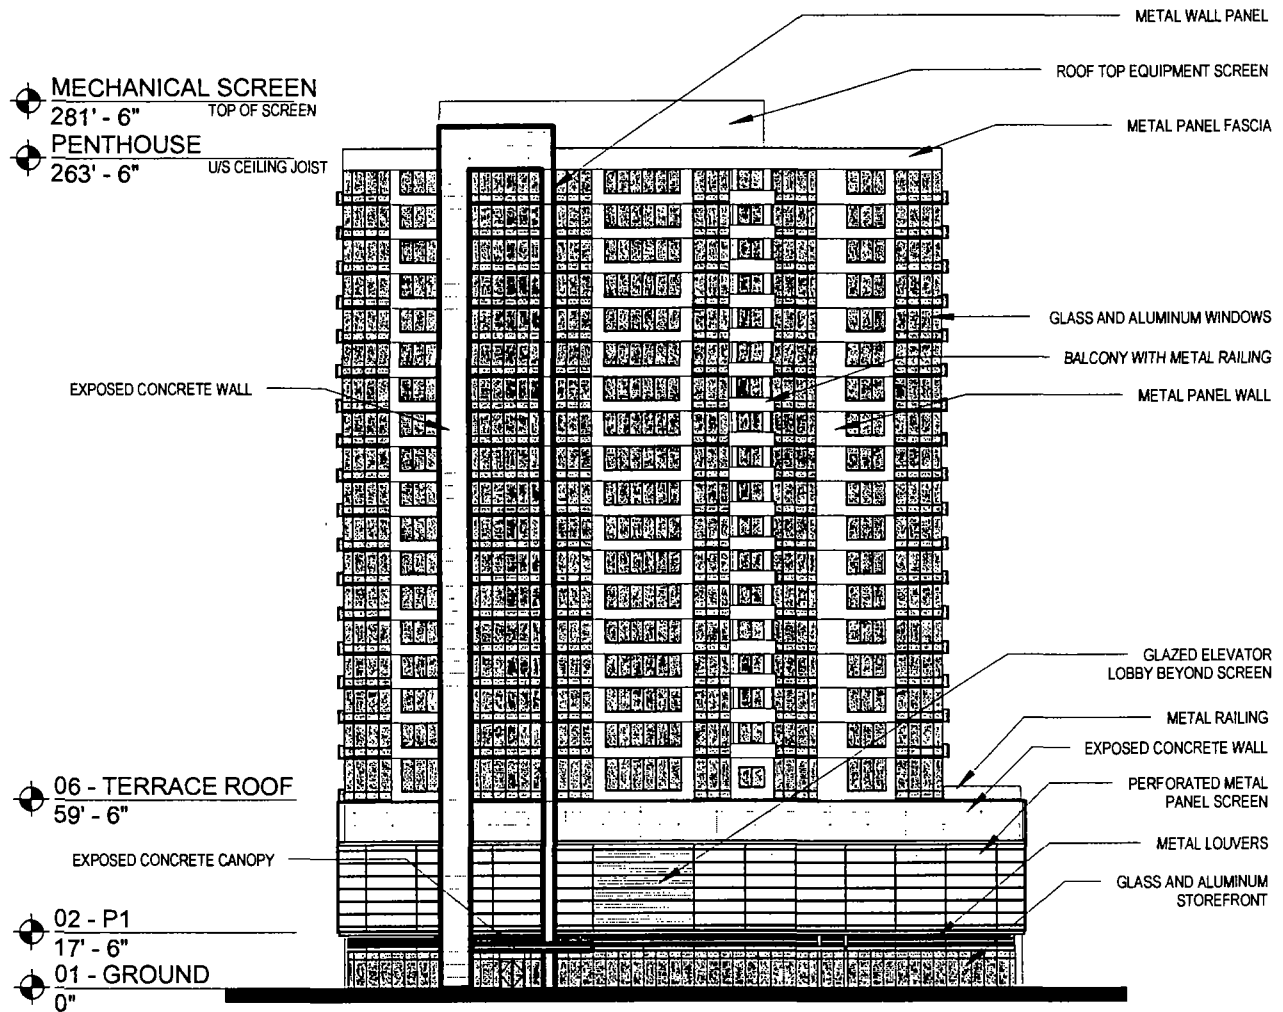 METAL WALL PANEL
ROOF TOP EQUIPMENT SCREEN
MECHANICAL SCREEN
281' - 6" TOP OF SCREEN
METAL PANEL FASCIA
PENTHOUSE
263' - 6" U/S CEILING JOIST
GLASS AND ALUMINUM WINDOWS
BALCONY WITH METAL RAILING
EXPOSED CONCRETE WALL
METAL PANEL WALL
GLAZED ELEVATOR
LOBBY BEYOND SCREEN
METAL RAILING
EXPOSED CONCRETE WALL
06 - TERRACE ROOF
59' - 6"
PERFORATED METAL
PANEL SCREEN
METAL LOUVERS
EXPOSED CONCRETE CANOPY
GLASS AND ALUMINUM
STOREFRONT
02 - P1
17' - 6"
01 - GROUND
0"